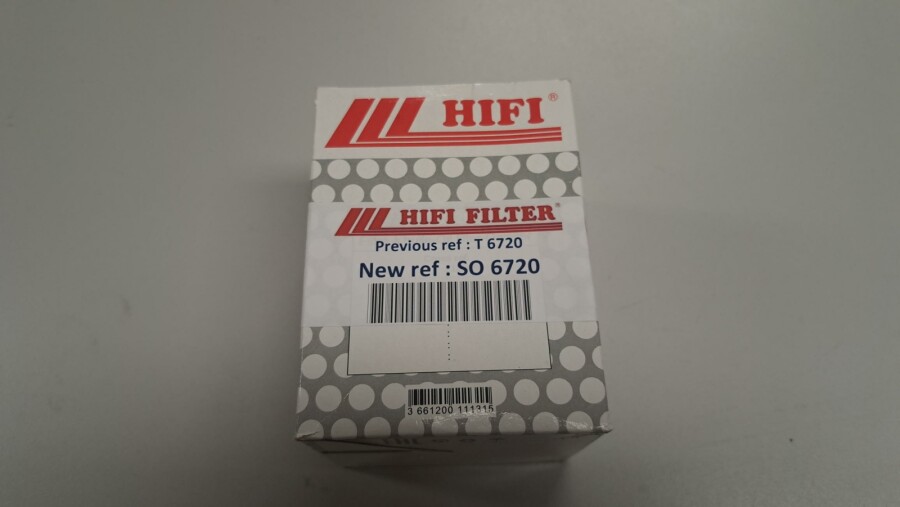 HIFI®
HIFI FILTER®
Previous ref : T 6720
New ref : SO 6720
3 661200 111315